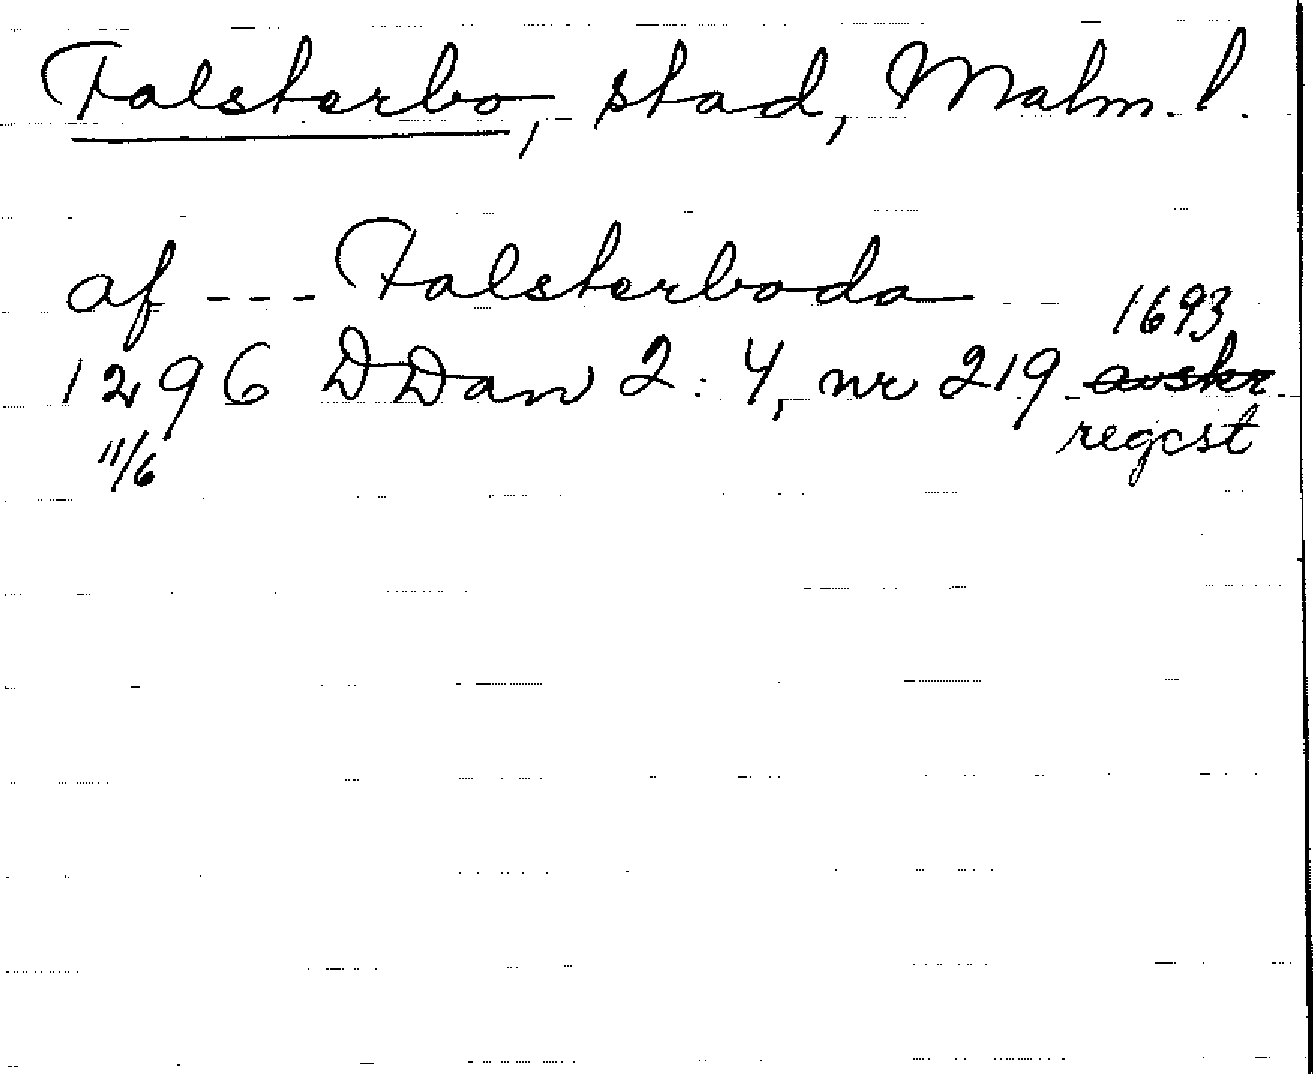 Falsterbo, stad, Malm. l.
af --- Falsterboda
1693
1296 DDan 2:4, nr 219 avskr
11/6 regest